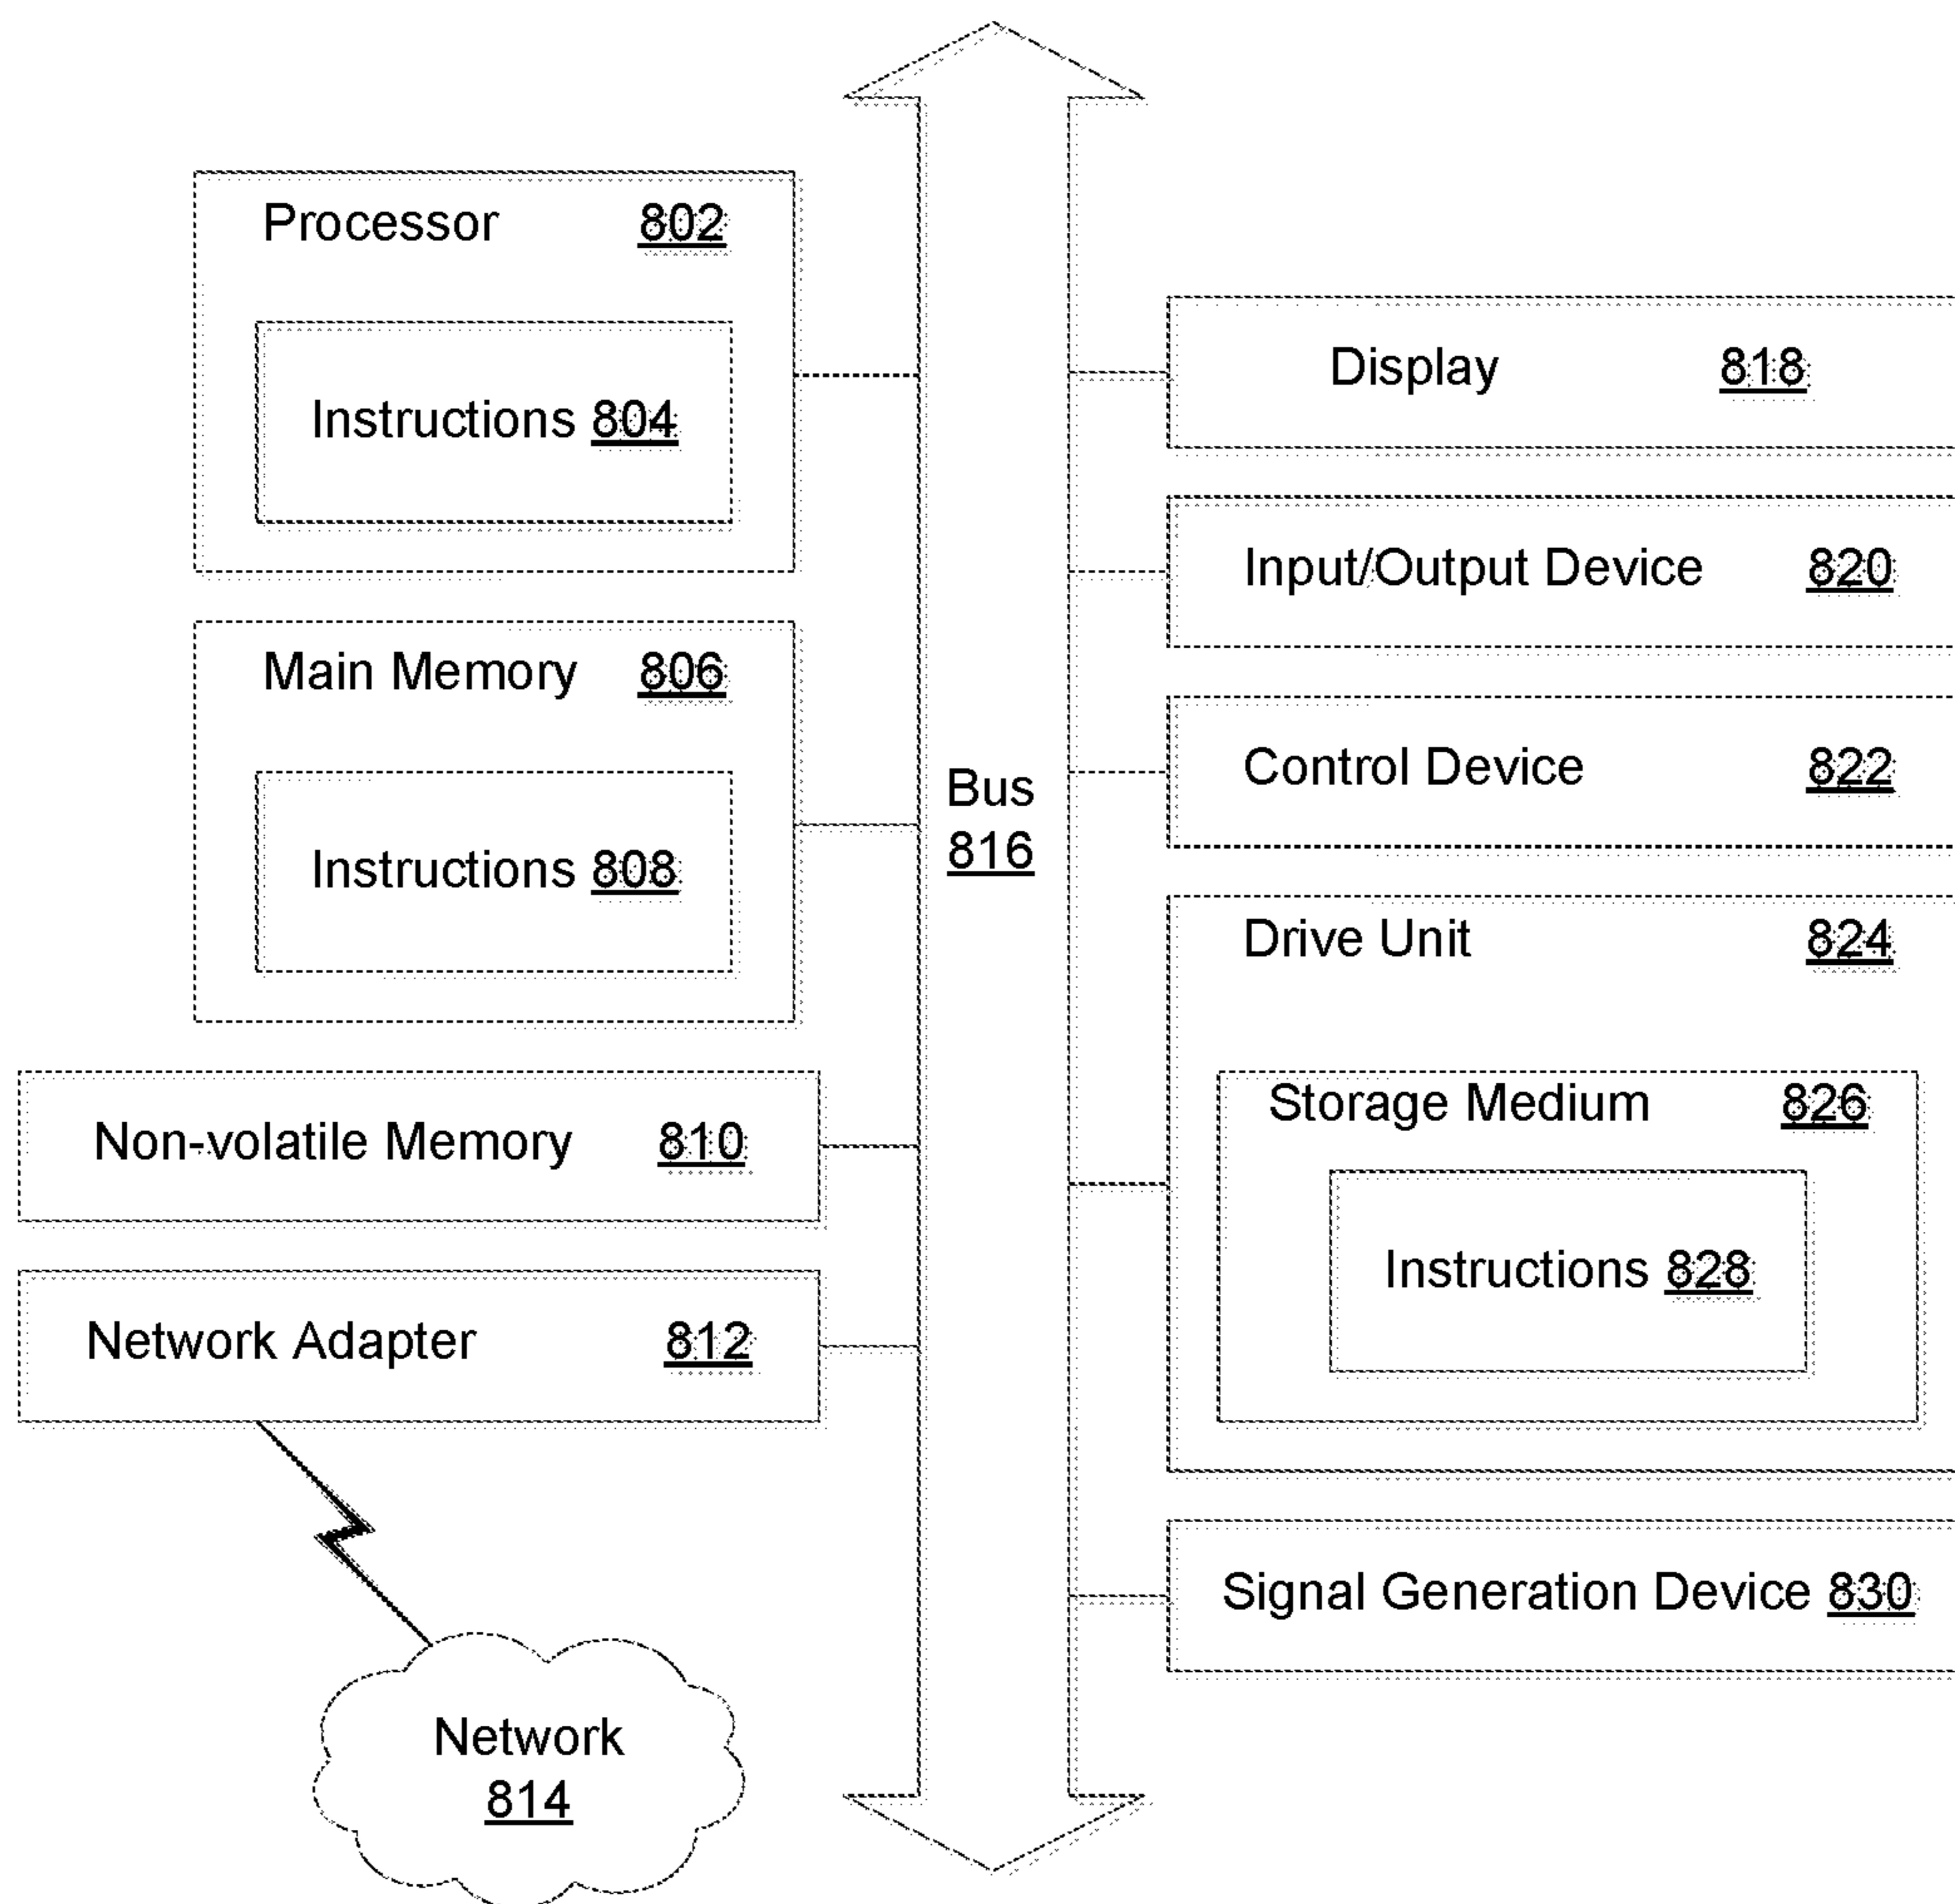 Processor 802
Instructions 804
Main Memory 806
Instructions 808
Non-volatile Memory 810
Network Adapter 812
Network
814
Bus
816
Display 818
Input/Output Device 820
Control Device 822
Drive Unit 824
Storage Medium 826
Instructions 828
Signal Generation Device 830